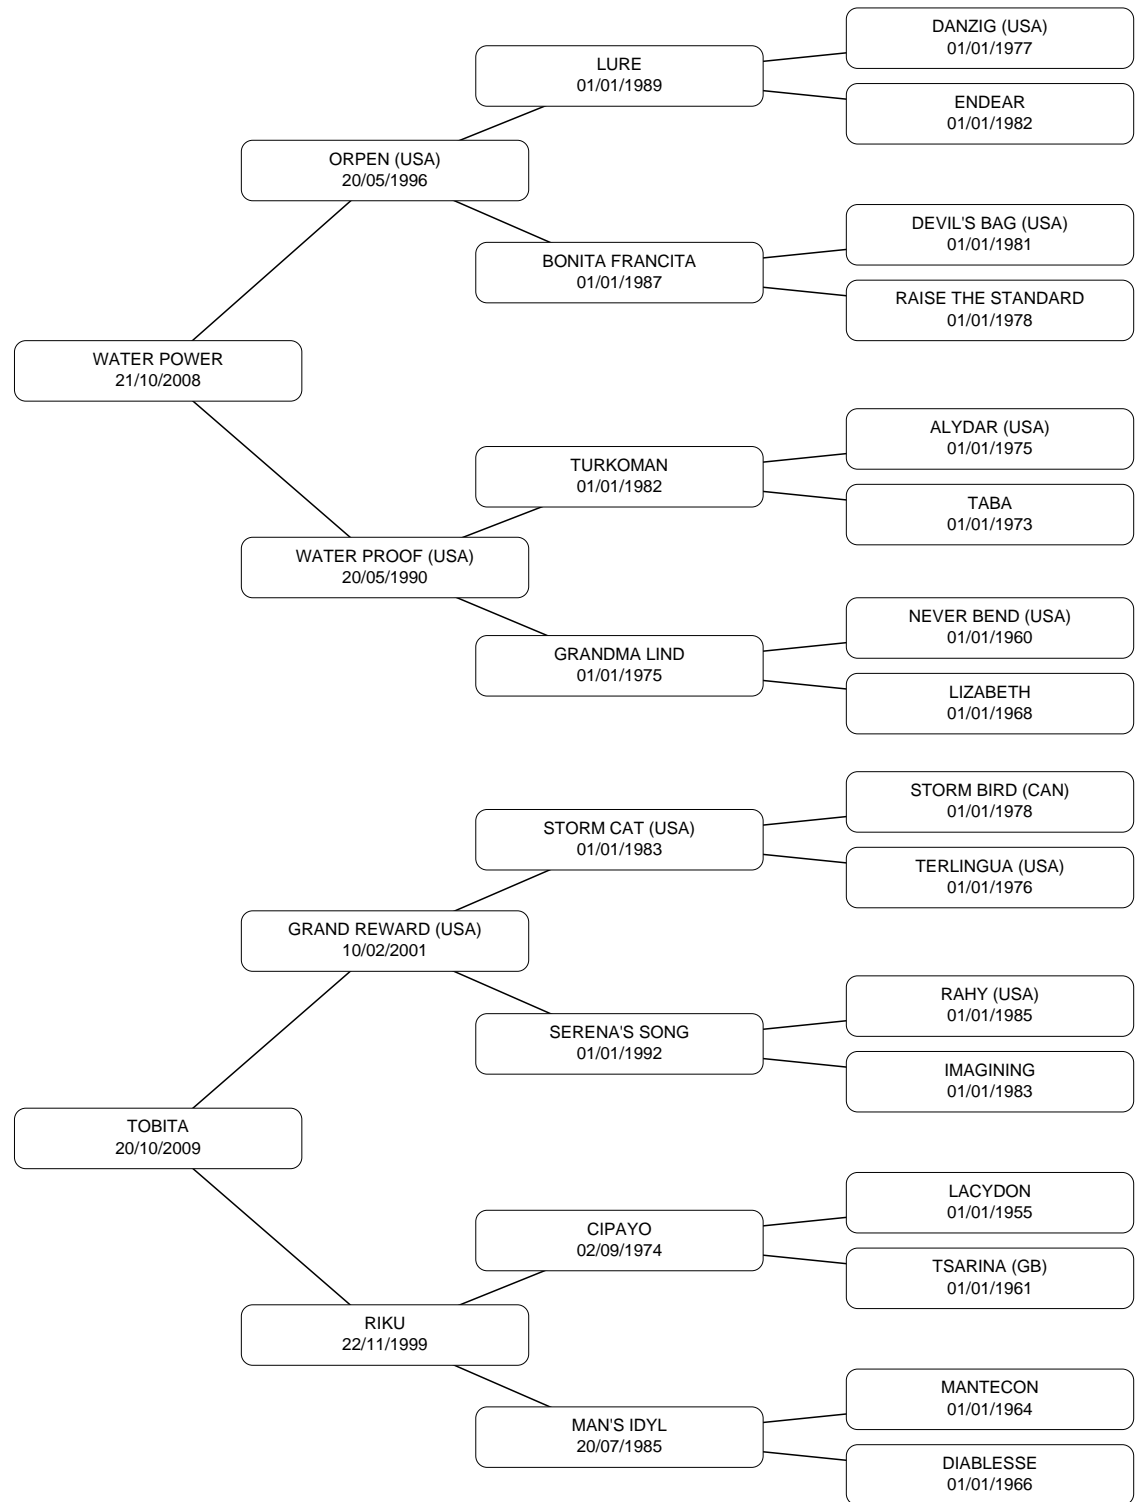 DANZIG (USA)
01/01/1977
LURE
01/01/1989
ENDEAR
01/01/1982
ORPEN (USA)
20/05/1996
DEVIL'S BAG (USA)
01/01/1981
BONITA FRANCITA
01/01/1987
RAISE THE STANDARD
01/01/1978
WATER POWER
21/10/2008
ALYDAR (USA)
01/01/1975
TURKOMAN
01/01/1982
TABA
01/01/1973
WATER PROOF (USA)
20/05/1990
NEVER BEND (USA)
01/01/1960
GRANDMA LIND
01/01/1975
LIZABETH
01/01/1968
STORM BIRD (CAN)
01/01/1978
STORM CAT (USA)
01/01/1983
TERLINGUA (USA)
01/01/1976
GRAND REWARD (USA)
10/02/2001
RAHY (USA)
01/01/1985
SERENA'S SONG
01/01/1992
IMAGINING
01/01/1983
TOBITA
20/10/2009
LACYDON
01/01/1955
CIPAYO
02/09/1974
TSARINA (GB)
01/01/1961
RIKU
22/11/1999
MANTECON
01/01/1964
MAN'S IDYL
20/07/1985
DIABLESSE
01/01/1966